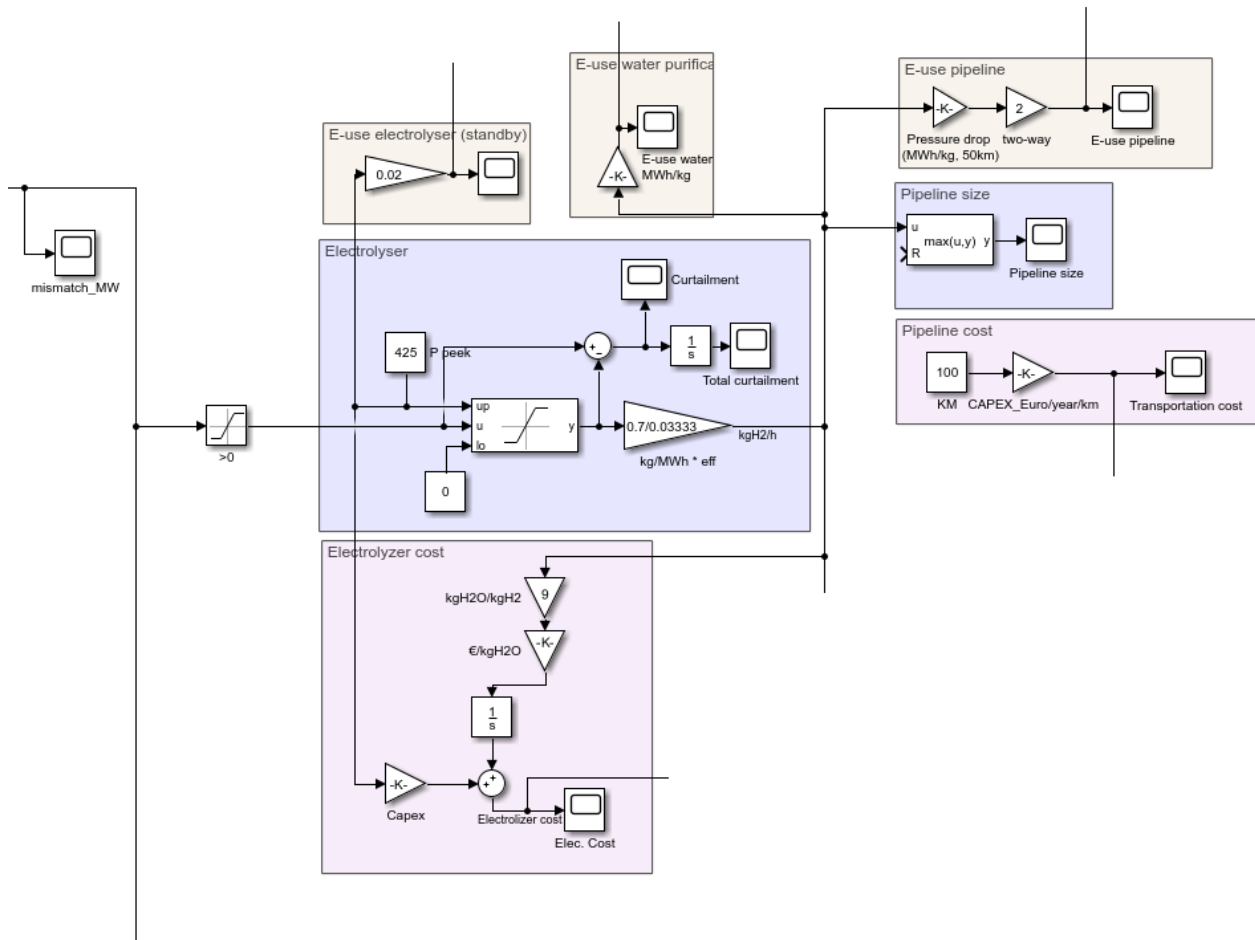 E-use water purifica
E-use water
MWh/kg
-K-
E-use pipeline
-K-
2
Pressure drop
(MWh/kg, 50km)
two-way
E-use pipeline
E-use electrolyser (standby)
0.02
mismatch_MW
Pipeline size
u
R
max(u,y)
y
Pipeline size
Electrolyser
Curtailment
425
P peek
+
−
1
s
Total curtailment
up
u
lo
y
0.7/0.03333
kgH2/h
kg/MWh * eff
0
>0
Pipeline cost
100
-K-
KM
CAPEX_Euro/year/km
Transportation cost
Electrolyzer cost
kgH2O/kgH2
9
-K-
€/kgH2O
1
s
-K-
+
+
Capex
Electrolizer cost
Elec. Cost